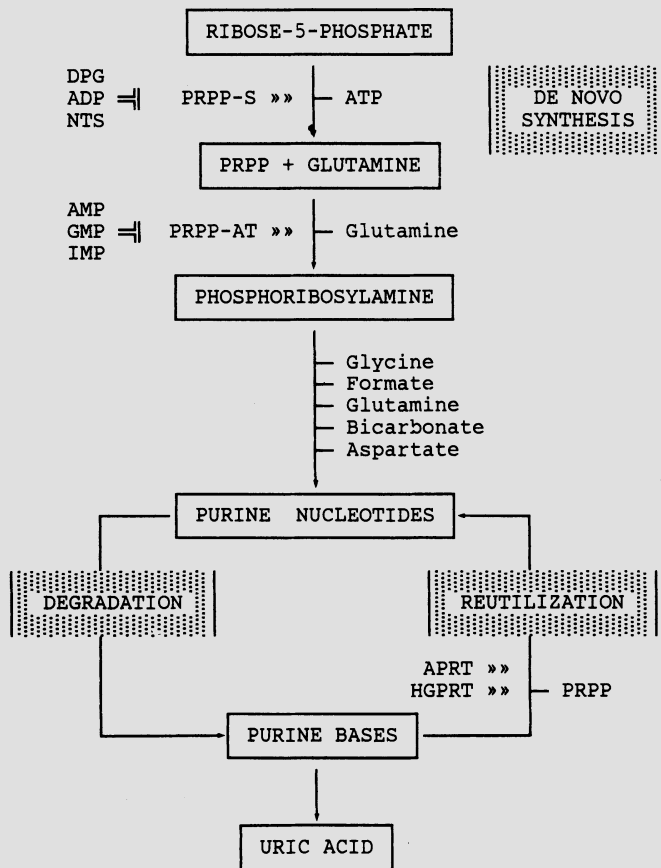 RIBOSE-5-PHOSPHATE
DPG
ADP
NTS
PRPP-S »»
ATP
DE NOVO
SYNTHESIS
PRPP + GLUTAMINE
AMP
GMP
IMP
PRPP-AT »»
Glutamine
PHOSPHORIBOSYLAMINE
Glycine
Formate
Glutamine
Bicarbonate
Aspartate
PURINE NUCLEOTIDES
DEGRADATION
REUTILIZATION
APRT »»
HGPRT »»
PRPP
PURINE BASES
URIC ACID